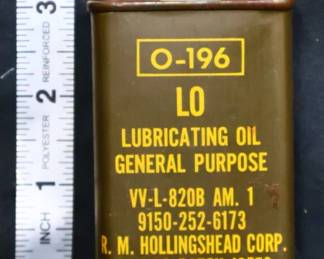 O-196
LO
LUBRICATING OIL
GENERAL PURPOSE
VV-L-820B AM. 1
9150-252-6173
R. M. HOLLINGSHEAD CORP.
INCH 1 POLYESTER 2 REINFORCED 3